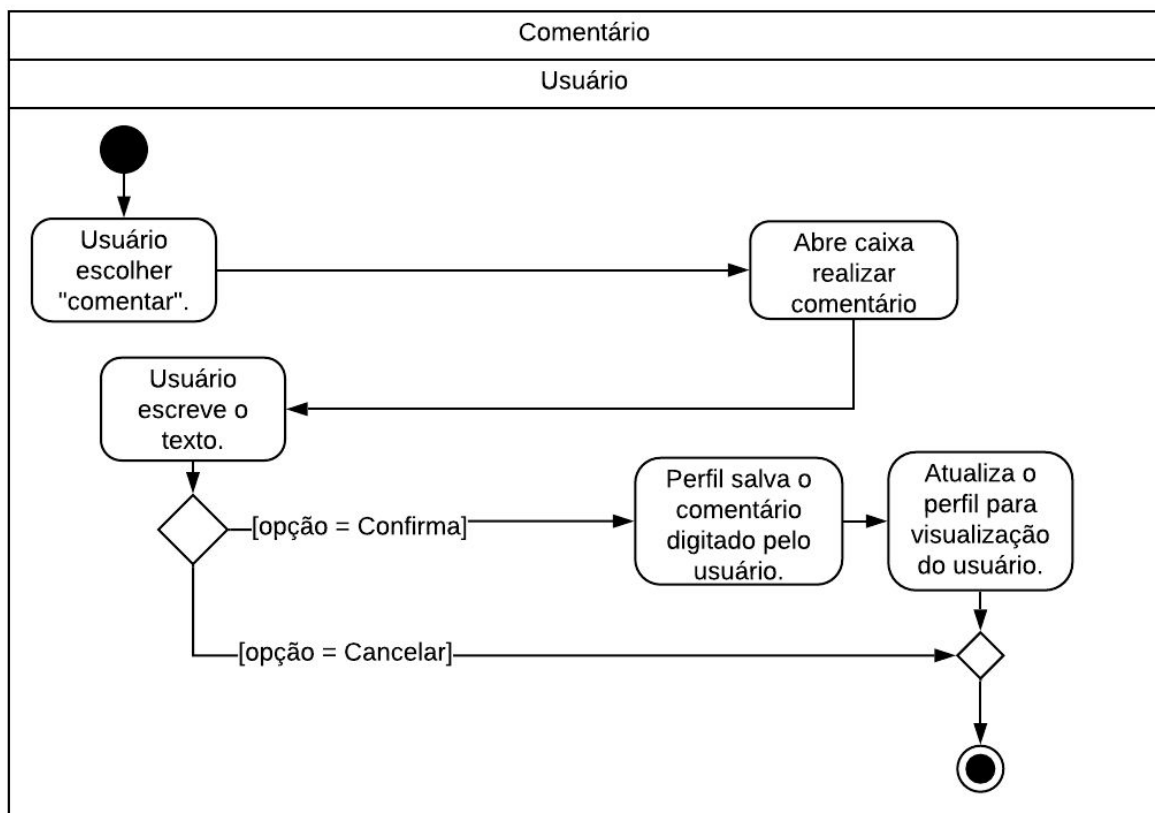 Comentário
Usuário
Usuário
escolher
"comentar".
Abre caixa
realizar
comentário
Usuário
escreve o
texto.
[opção = Confirma]
Perfil salva o
comentário
digitado pelo
usuário.
Atualiza o
perfil para
visualização
do usuário.
[opção = Cancelar]